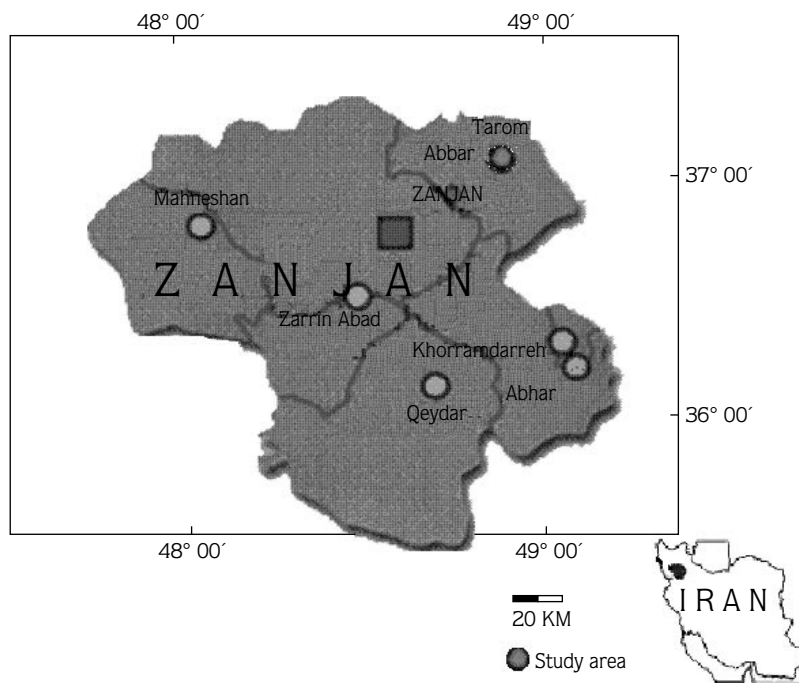 48° 00´
49° 00´
Tarom
Abbar
37° 00´
ZANJAN
Mahneshan
Z A N J A N
Zarrin Abad
Khorramdarreh
Abhar
Qeydar
36° 00´
48° 00´
49° 00´
20 KM
Study area
IRAN